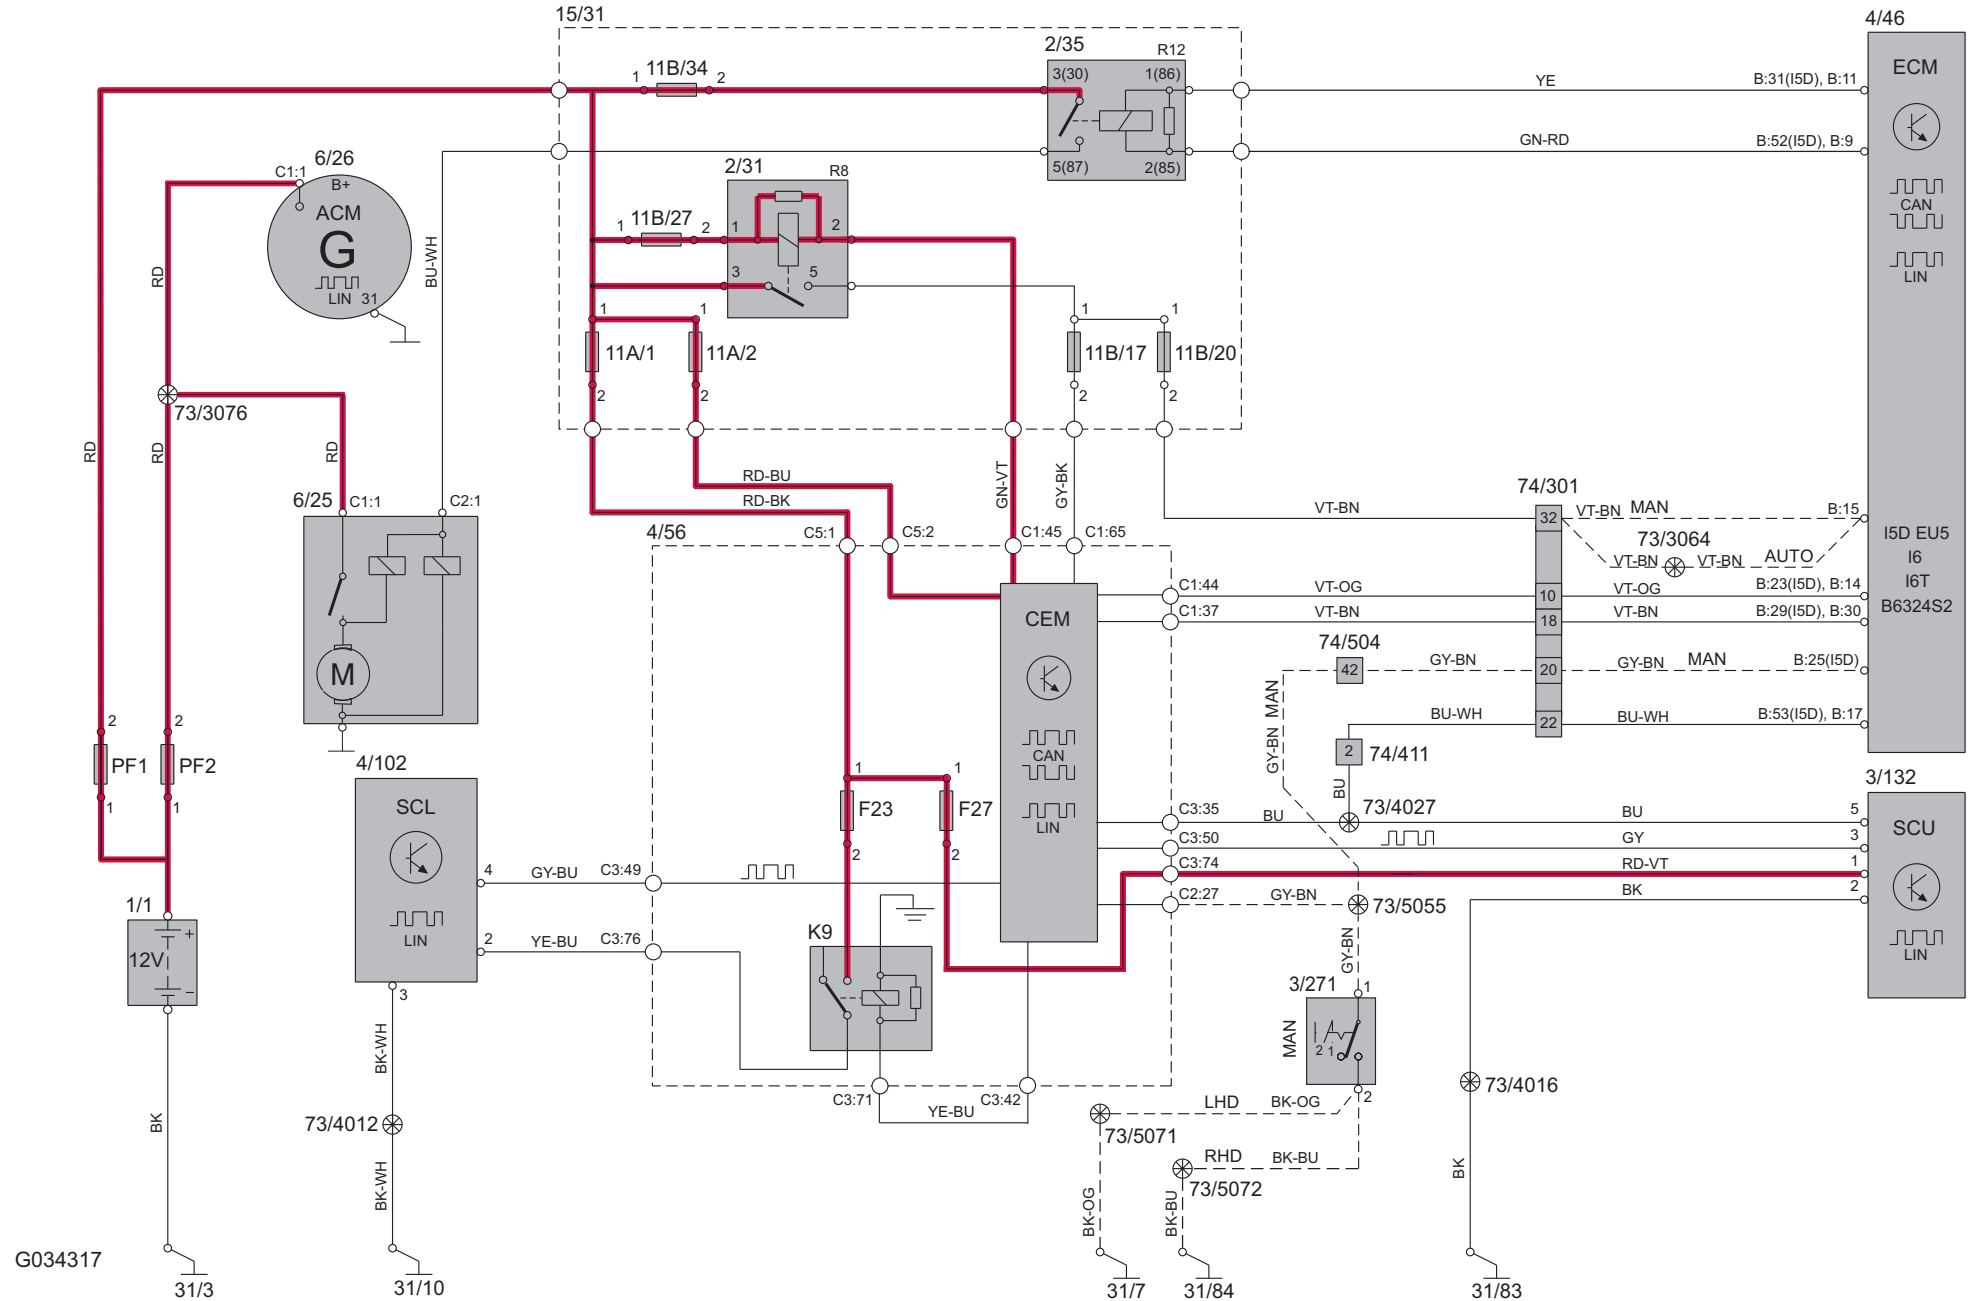 15/31
4/46
2/35
R12
11B/34
1
2
3(30)
1(86)
5(87)
2(85)
YE
B:31(I5D), B:11
GN-RD
B:52(I5D), B:9
ECM
CAN
LIN
6/26
C1:1
B+
ACM
G
LIN
31
RD
BU-WH
2/31
R8
11B/27
1
2
1
2
3
5
1
1
1
1
11A/1
11A/2
11B/17
11B/20
2
2
2
2
73/3076
RD
RD
RD
RD-BU
RD-BK
GN-VT
GY-BK
6/25
C1:1
C2:1
M
4/56
C5:1
C5:2
C1:45
C1:65
74/301
VT-BN
32
VT-BN
MAN
B:15
73/3064
VT-BN
VT-BN
AUTO
I5D EU5
I6
I6T
B6324S2
C1:44
VT-OG
10
VT-OG
B:23(I5D), B:14
C1:37
VT-BN
18
VT-BN
B:29(I5D), B:30
CEM
CAN
LIN
74/504
42
GY-BN
20
GY-BN
MAN
B:25(I5D)
GY-BN MAN
BU-WH
22
BU-WH
B:53(I5D), B:17
2
74/411
BU
2
2
PF1
PF2
1
1
4/102
SCL
LIN
1
1
F23
F27
2
2
3/132
SCU
LIN
C3:35
BU
73/4027
BU
5
C3:50
GY
3
C3:74
RD-VT
1
BK
2
C2:27
GY-BN
73/5055
4
GY-BU
C3:49
2
YE-BU
C3:76
3
1/1
+
12V
–
K9
GY-BN
3/271
1
MAN
2 1
2
C3:71
YE-BU
C3:42
BK
BK-WH
73/4012
BK-WH
LHD
BK-OG
73/5071
RHD
BK-BU
73/5072
BK-OG
BK-BU
73/4016
BK
G034317
31/3
31/10
31/7
31/84
31/83